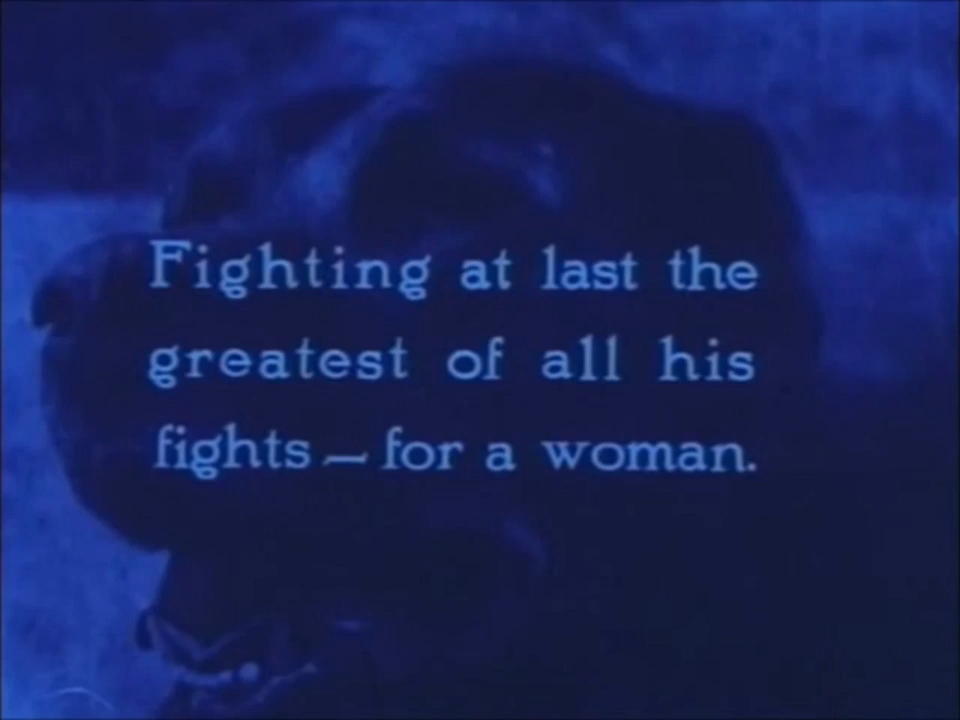 Fighting at last the
greatest of all his
fights — for a woman.